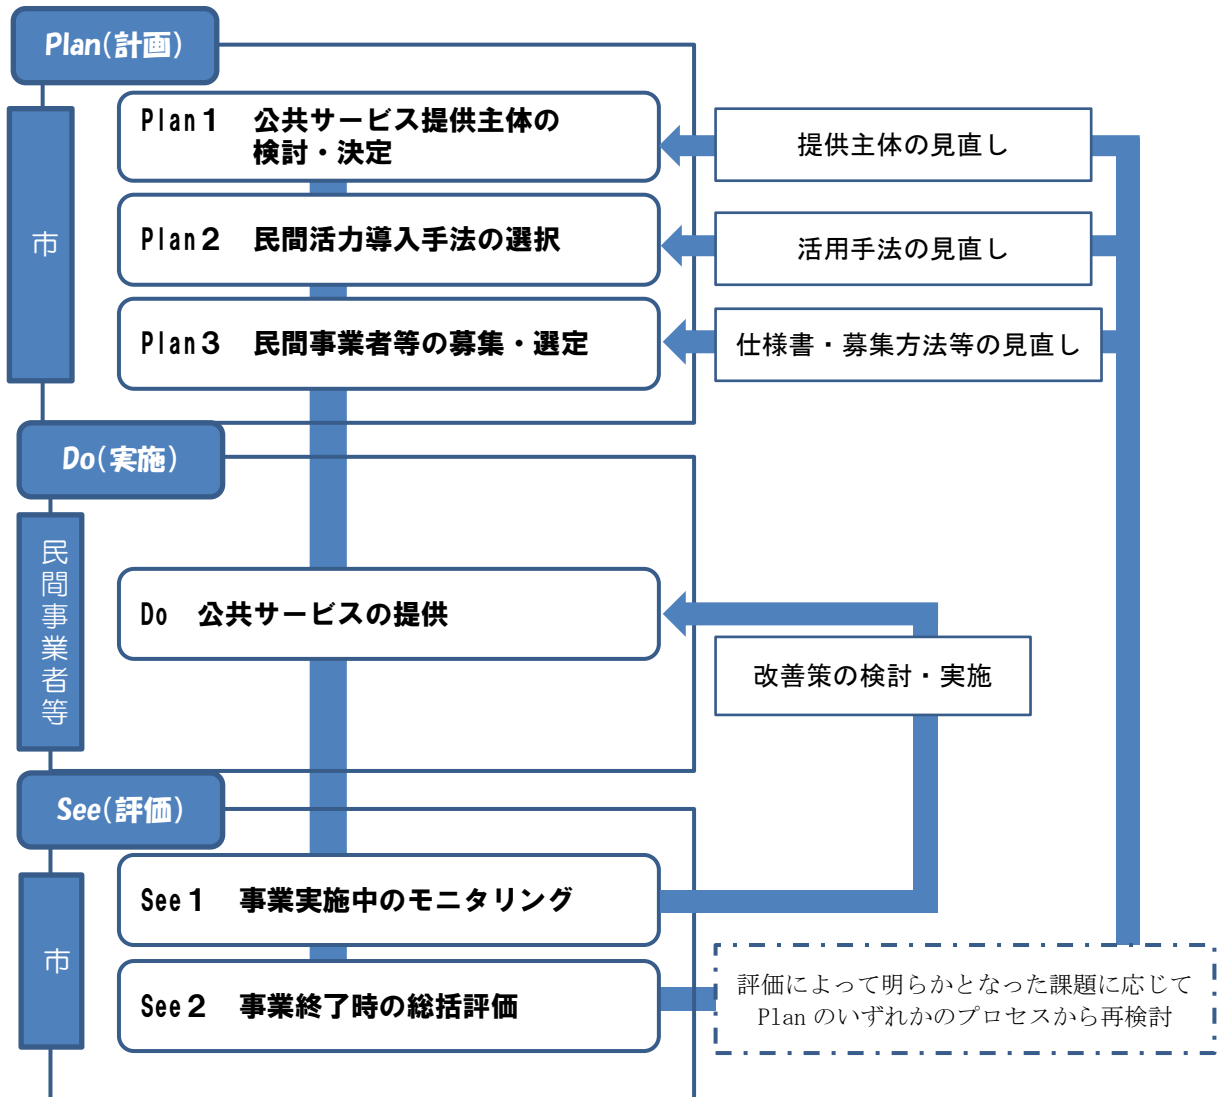 Plan(計画)
市
Plan１　公共サービス提供主体の
検討・決定
提供主体の見直し
Plan２　民間活力導入手法の選択
活用手法の見直し
Plan３　民間事業者等の募集・選定
仕様書・募集方法等の見直し
Do(実施)
民間事業者等
Do　公共サービスの提供
改善策の検討・実施
See(評価)
市
See１　事業実施中のモニタリング
See２　事業終了時の総括評価
評価によって明らかとなった課題に応じて
Plan のいずれかのプロセスから再検討